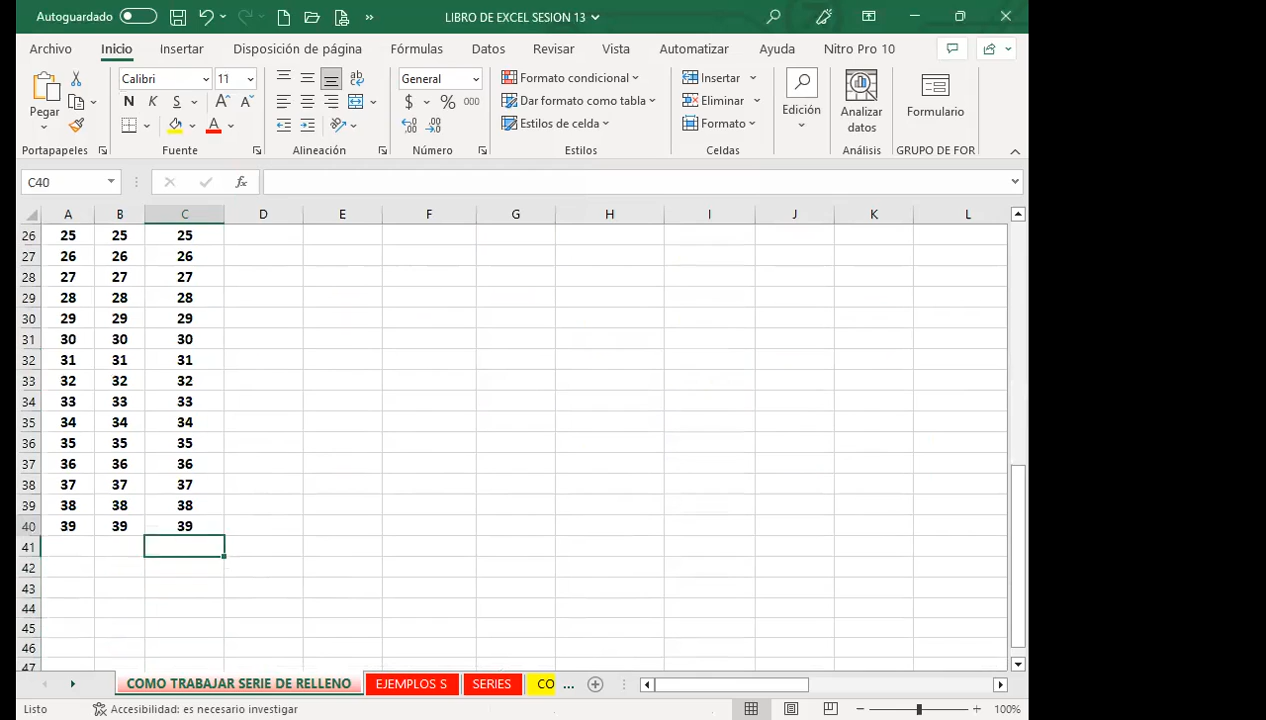 Autoguardado
LIBRO DE EXCEL SESION 13
Archivo Inicio Insertar Disposición de página Fórmulas Datos Revisar Vista Automatizar Ayuda Nitro Pro 10
Pegar
Portapapeles
Calibri 11
N K S
Fuente
Alineación
General
$ % 000
Número
Formato condicional
Dar formato como tabla
Estilos de celda
Estilos
Insertar
Eliminar
Formato
Celdas
Edición
Analizar
datos
Análisis
Formulario
GRUPO DE FOR
C40
fx
A B C D E F G H I J K L
26 25 25 25
27 26 26 26
28 27 27 27
29 28 28 28
30 29 29 29
31 30 30 30
32 31 31 31
33 32 32 32
34 33 33 33
35 34 34 34
36 35 35 35
37 36 36 36
38 37 37 37
39 38 38 38
40 39 39 39
41
42
43
44
45
46
47
COMO TRABAJAR SERIE DE RELLENO EJEMPLOS S SERIES CO ...
Listo Accesibilidad: es necesario investigar 100%